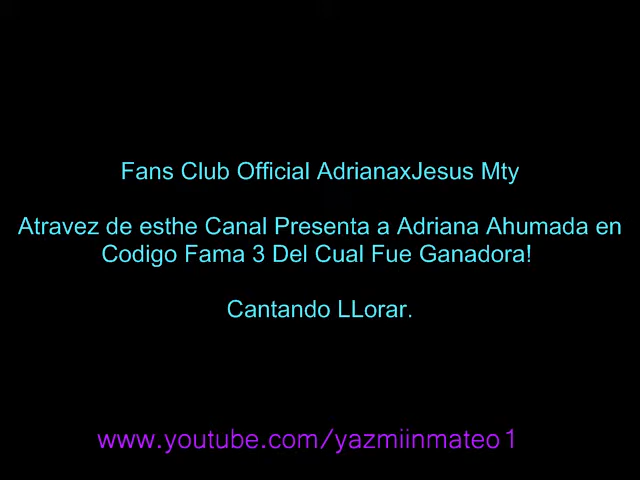 Fans Club Official AdrianaxJesus Mty
Atravez de esthe Canal Presenta a Adriana Ahumada en
Codigo Fama 3 Del Cual Fue Ganadora!
Cantando LLorar.
www.youtube.com/yazmiinmateo1